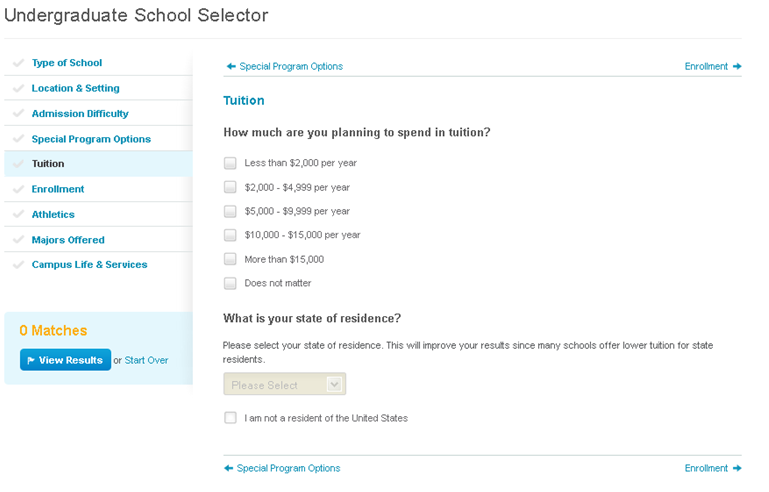 Undergraduate School Selector
Type of School
Location & Setting
Admission Difficulty
Special Program Options
Tuition
Enrollment
Athletics
Majors Offered
Campus Life & Services
0 Matches
View Results or Start Over
Special Program Options Enrollment
Tuition
How much are you planning to spend in tuition?
Less than $2,000 per year
$2,000 - $4,999 per year
$5,000 - $9,999 per year
$10,000 - $15,000 per year
More than $15,000
Does not matter
What is your state of residence?
Please select your state of residence. This will improve your results since many schools offer lower tuition for state
residents.
Please Select
I am not a resident of the United States
Special Program Options Enrollment